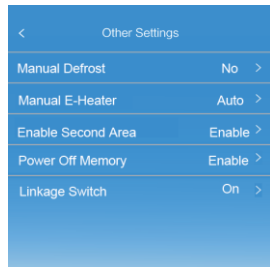 < Other Settings
Manual Defrost No >
Manual E-Heater Auto >
Enable Second Area Enable >
Power Off Memory Enable >
Linkage Switch On >